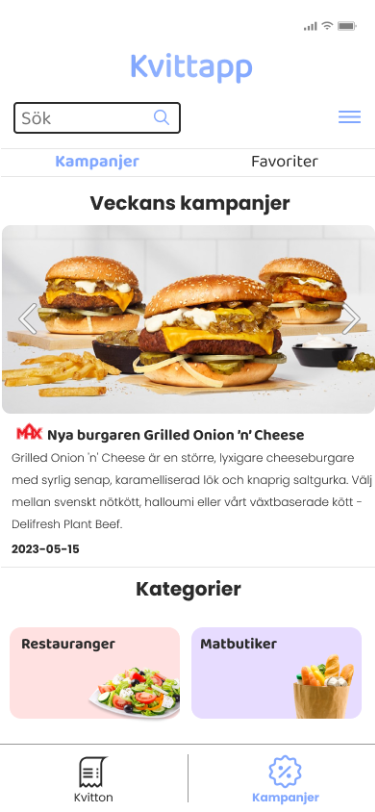 Kvittapp
Sök
Kampanjer
Favoriter
Veckans kampanjer
MAX Nya burgaren Grilled Onion 'n' Cheese
Grilled Onion 'n' Cheese är en större, lyxigare cheeseburgare
med syrlig senap, karamelliserad lök och knaprig saltgurka. Välj
mellan svenskt nötkött, halloumi eller vårt växtbaserade kött -
Delifresh Plant Beef.
2023-05-15
Kategorier
Restauranger
Matbutiker
Kvitton
Kampanjer